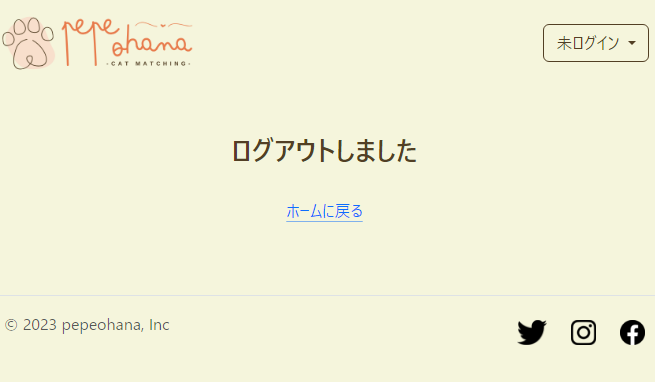 pepe
ohana
-CAT MATCHING-
未ログイン
ログアウトしました
ホームに戻る
© 2023 pepeohana, Inc